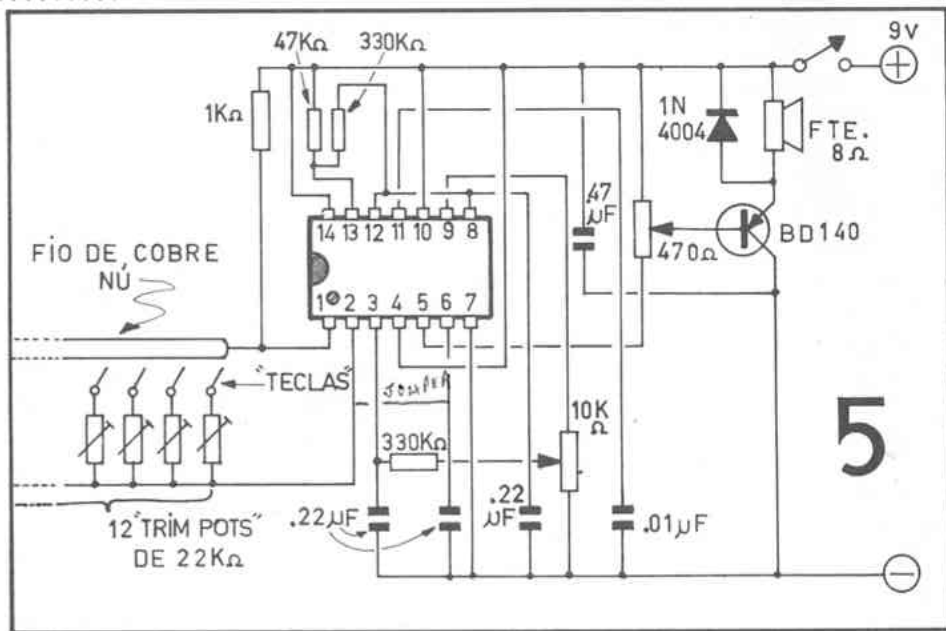 47KΩ
330KΩ
9V
+
1KΩ
1N
4004
FTE.
8Ω
.47
µF
14 13 12 11 10 9 8
BD140
470Ω
FÍO DE COBRE
NÚ
1 2 3 4 5 6 7
"TECLAS"
JUMPER
10K
Ω
5
330KΩ
.22µF
.22
µF
.01µF
12 "TRIM POTS"
DE 22KΩ
−